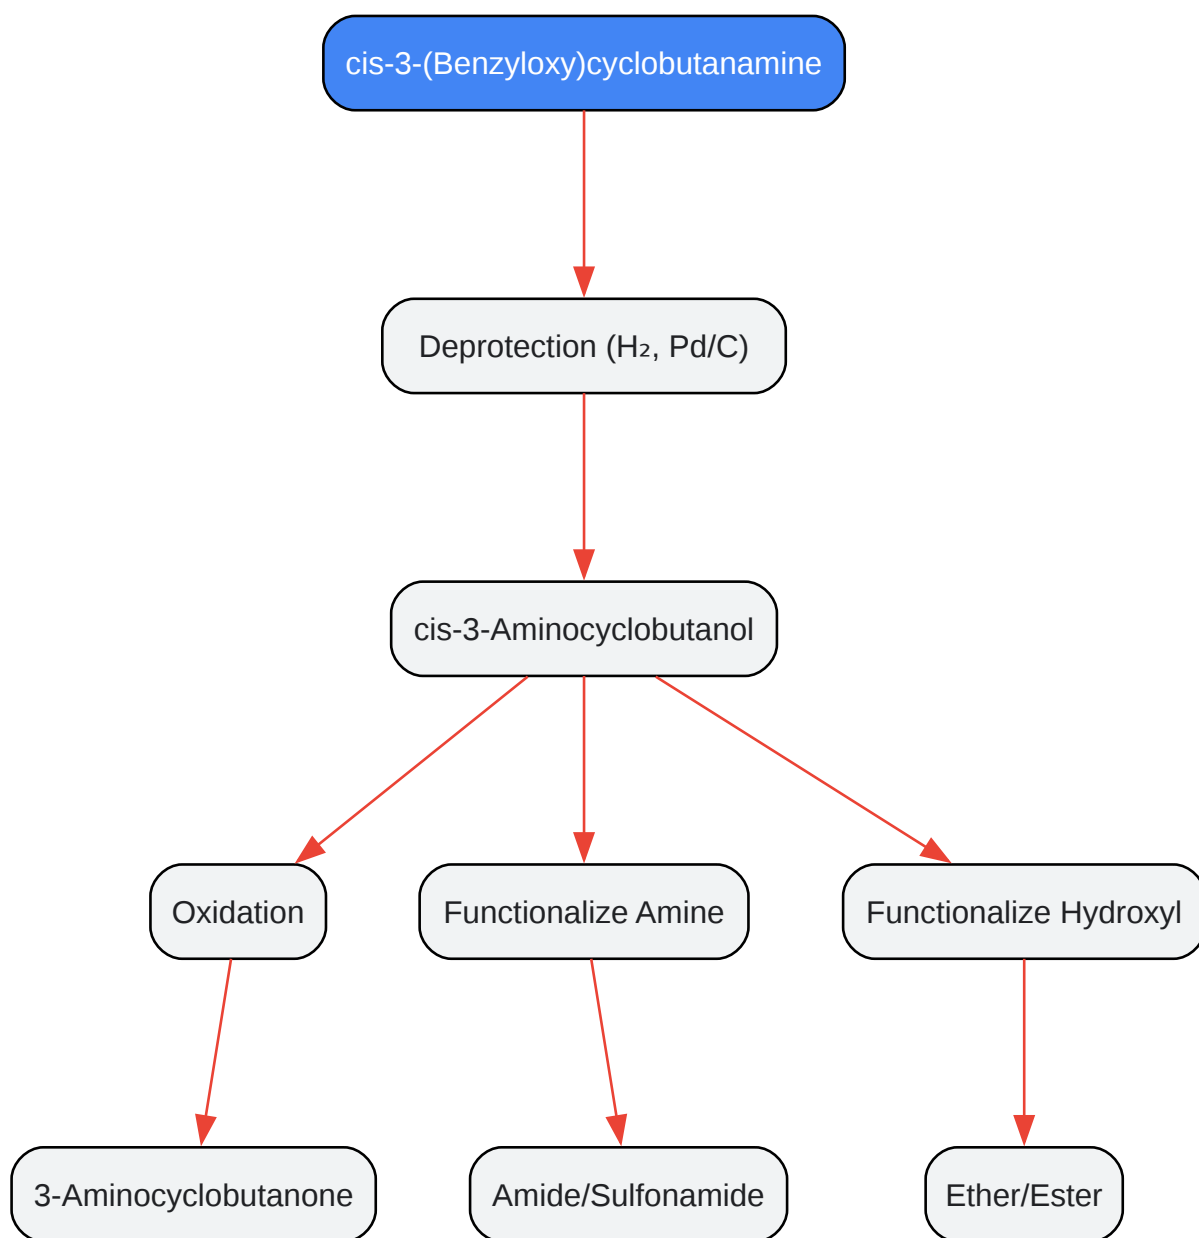 cis-3-(Benzyloxy)cyclobutanamine
Deprotection (H₂, Pd/C)
cis-3-Aminocyclobutanol
Oxidation
Functionalize Amine
Functionalize Hydroxyl
3-Aminocyclobutanone
Amide/Sulfonamide
Ether/Ester